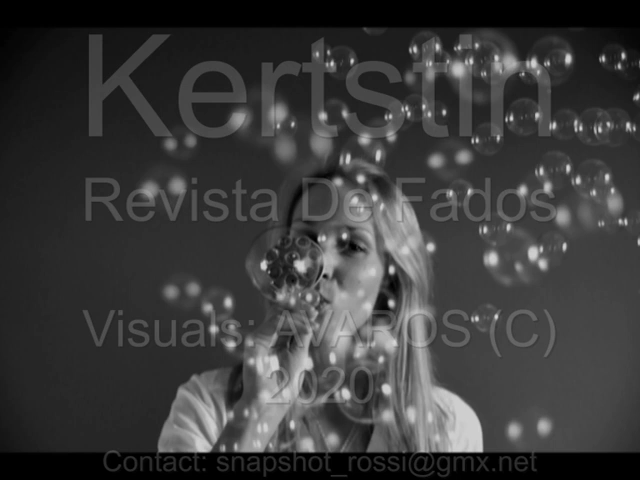 Kertstin
Revista De Fados
Visuals: AVAROS (C)
2020
Contact: snapshot_rossi@gmx.net